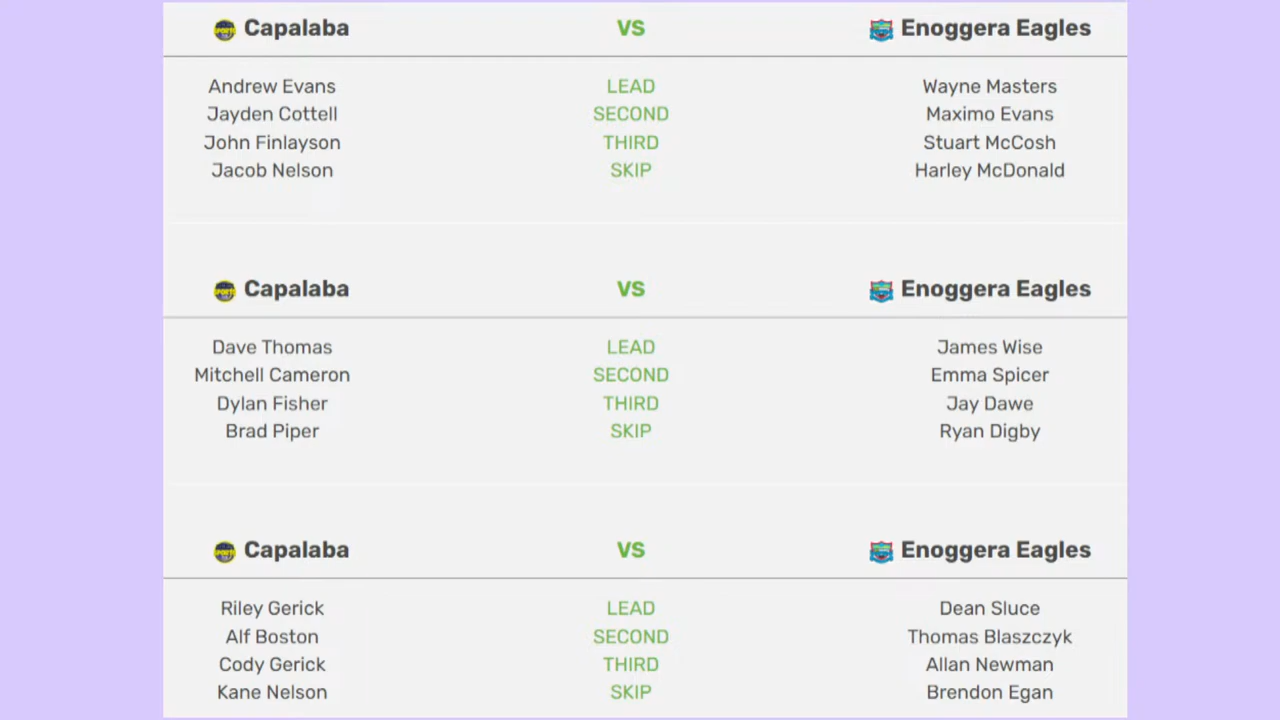 Capalaba VS Enoggera Eagles
Andrew Evans LEAD Wayne Masters
Jayden Cottell SECOND Maximo Evans
John Finlayson THIRD Stuart McCosh
Jacob Nelson SKIP Harley McDonald
Capalaba VS Enoggera Eagles
Dave Thomas LEAD James Wise
Mitchell Cameron SECOND Emma Spicer
Dylan Fisher THIRD Jay Dawe
Brad Piper SKIP Ryan Digby
Capalaba VS Enoggera Eagles
Riley Gerick LEAD Dean Sluce
Alf Boston SECOND Thomas Blaszczyk
Cody Gerick THIRD Allan Newman
Kane Nelson SKIP Brendon Egan